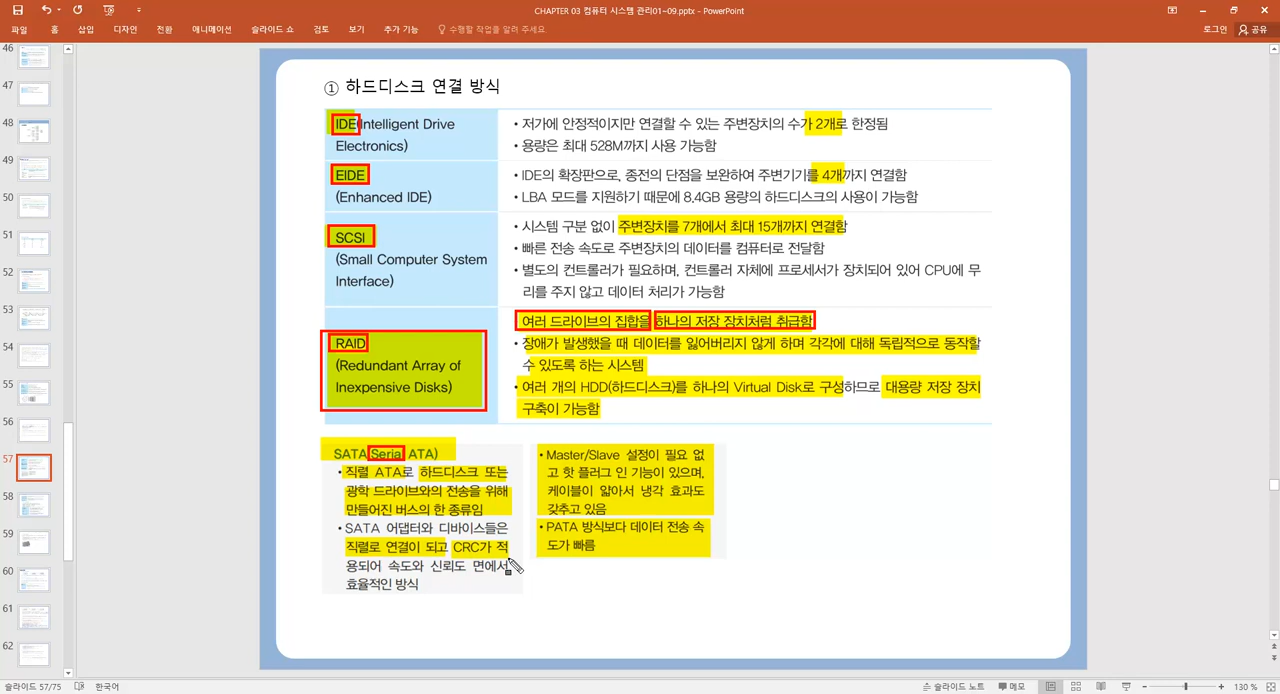 CHAPTER 03 컴퓨터 시스템 관리01~09.pptx - PowerPoint
파일 홈 삽입 디자인 전환 애니메이션 슬라이드 쇼 검토 보기 추가 기능 수행할 작업을 알려 주세요. 로그인 공유
46
47
48
49
50
51
52
53
54
55
56
57
58
59
60
61
62
① 하드디스크 연결 방식
IDE(Intelligent Drive
Electronics)
• 저가에 안정적이지만 연결할 수 있는 주변장치의 수가 2개로 한정됨
• 용량은 최대 528M까지 사용 가능함
EIDE
(Enhanced IDE)
• IDE의 확장판으로, 종전의 단점을 보완하여 주변기기를 4개까지 연결함
• LBA 모드를 지원하기 때문에 8.4GB 용량의 하드디스크의 사용이 가능함
SCSI
(Small Computer System
Interface)
• 시스템 구분 없이 주변장치를 7개에서 최대 15개까지 연결함
• 빠른 전송 속도로 주변장치의 데이터를 컴퓨터로 전달함
• 별도의 컨트롤러가 필요하며, 컨트롤러 자체에 프로세서가 장치되어 있어 CPU에 무
리를 주지 않고 데이터 처리가 가능함
RAID
(Redundant Array of
Inexpensive Disks)
• 여러 드라이브의 집합을 하나의 저장 장치처럼 취급함
• 장애가 발생했을 때 데이터를 잃어버리지 않게 하며 각각에 대해 독립적으로 동작할
수 있도록 하는 시스템
• 여러 개의 HDD(하드디스크)를 하나의 Virtual Disk로 구성하므로 대용량 저장 장치
구축이 가능함
SATA(Serial ATA)
• 직렬 ATA로 하드디스크 또는
광학 드라이브와의 전송을 위해
만들어진 버스의 한 종류임
• SATA 어댑터와 디바이스들은
직렬로 연결이 되고 CRC가 적
용되어 속도와 신뢰도 면에서
효율적인 방식
• Master/Slave 설정이 필요 없
고 핫 플러그 인 기능이 있으며,
케이블이 얇아서 냉각 효과도
갖추고 있음
• PATA 방식보다 데이터 전송 속
도가 빠름
슬라이드 57/75 한국어 슬라이드 노트 메모 130 %